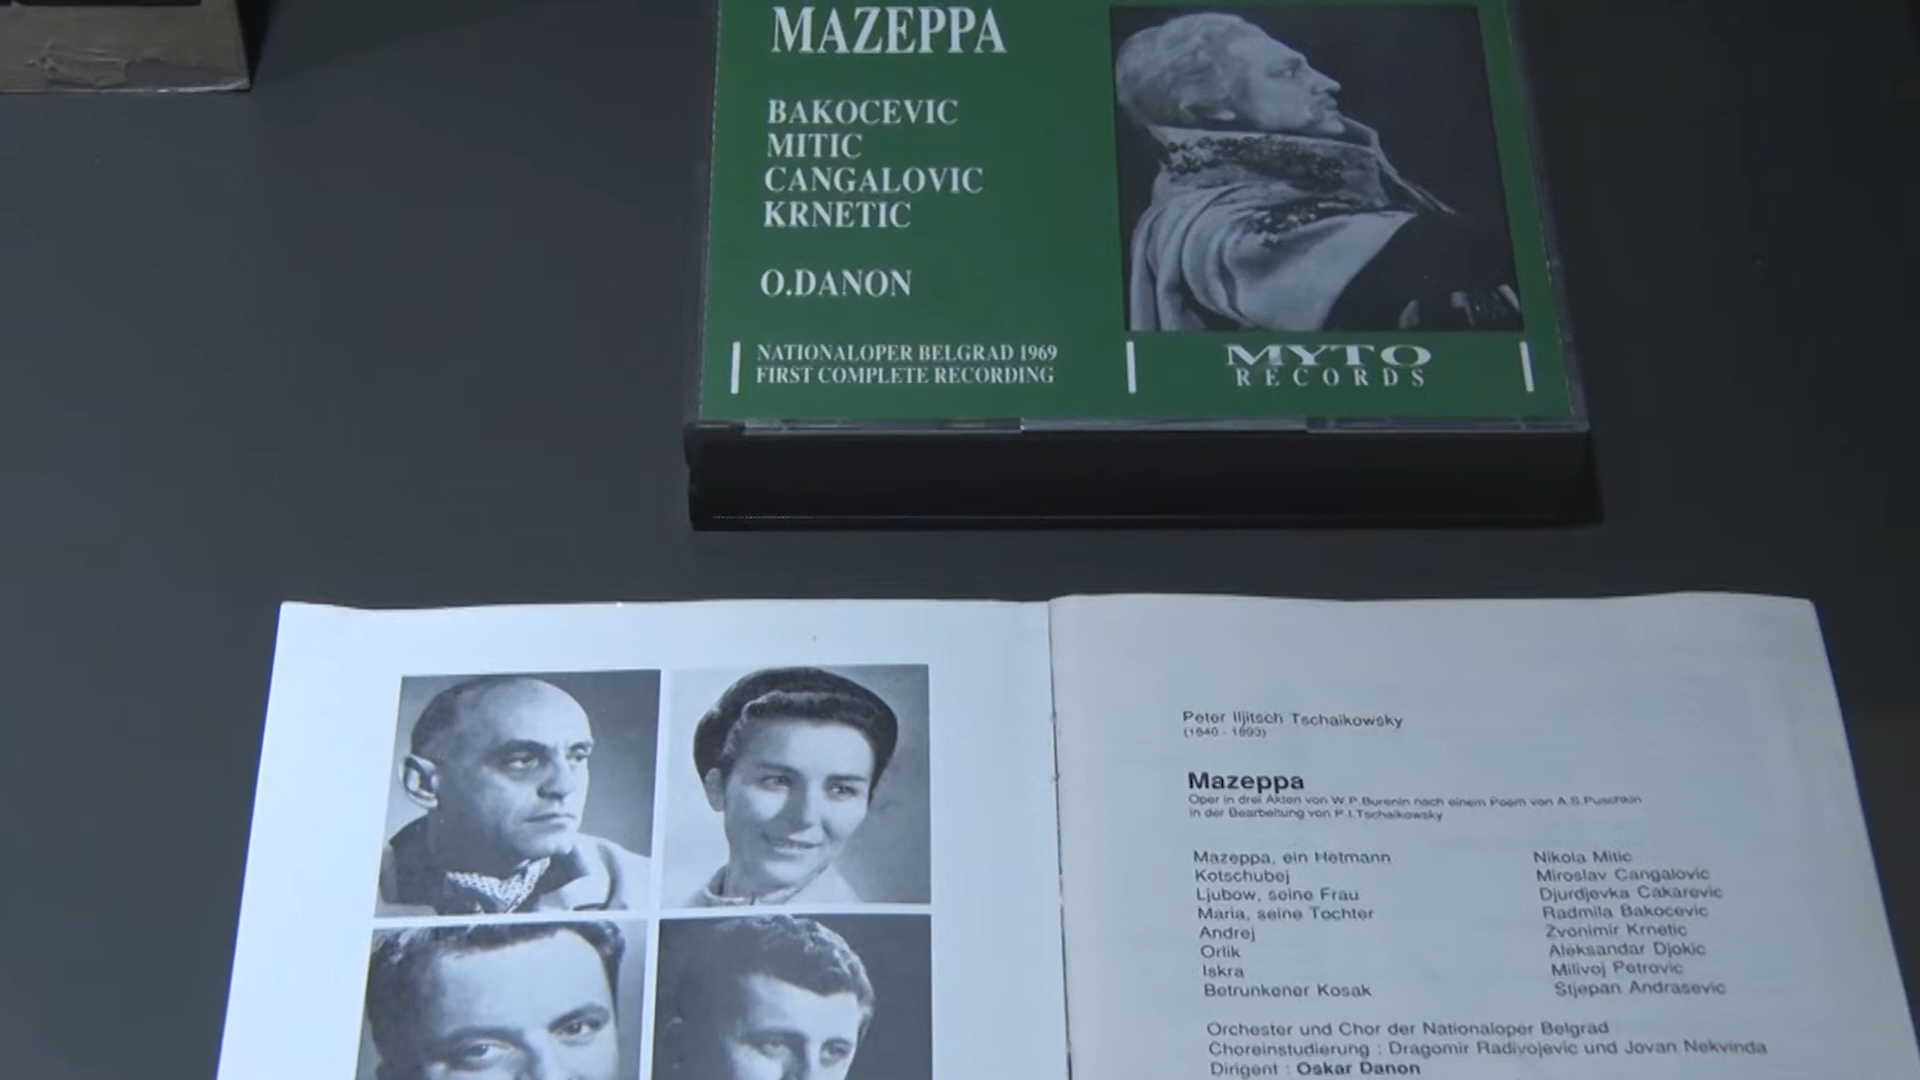 MAZEPPA
BAKOCEVIC
MITIC
CANGALOVIC
KRNETIC
O.DANON
NATIONALOPER BELGRAD 1969
FIRST COMPLETE RECORDING
MYTO
RECORDS
Peter Iljitsch Tschaikowsky
(1840 - 1893)
Mazeppa
Oper in drei Akten von W.P.Burenin nach einem Poem von A.S.Puschkin
in der Bearbeitung von P.I.Tschaikowsky
Mazeppa, ein Hetmann Nikola Mitic
Kotschubej Miroslav Cangalovic
Ljubow, seine Frau Djurdjevka Cakarevic
Maria, seine Tochter Radmila Bakocevic
Andrej Zvonimir Krnetic
Orlik Aleksandar Djokic
Iskra Milivoj Petrovic
Betrunkener Kosak Stjepan Andrasevic
Orchester und Chor der Nationaloper Belgrad
Choreinstudierung : Dragomir Radivojevic und Jovan Nekvinda
Dirigent : Oskar Danon